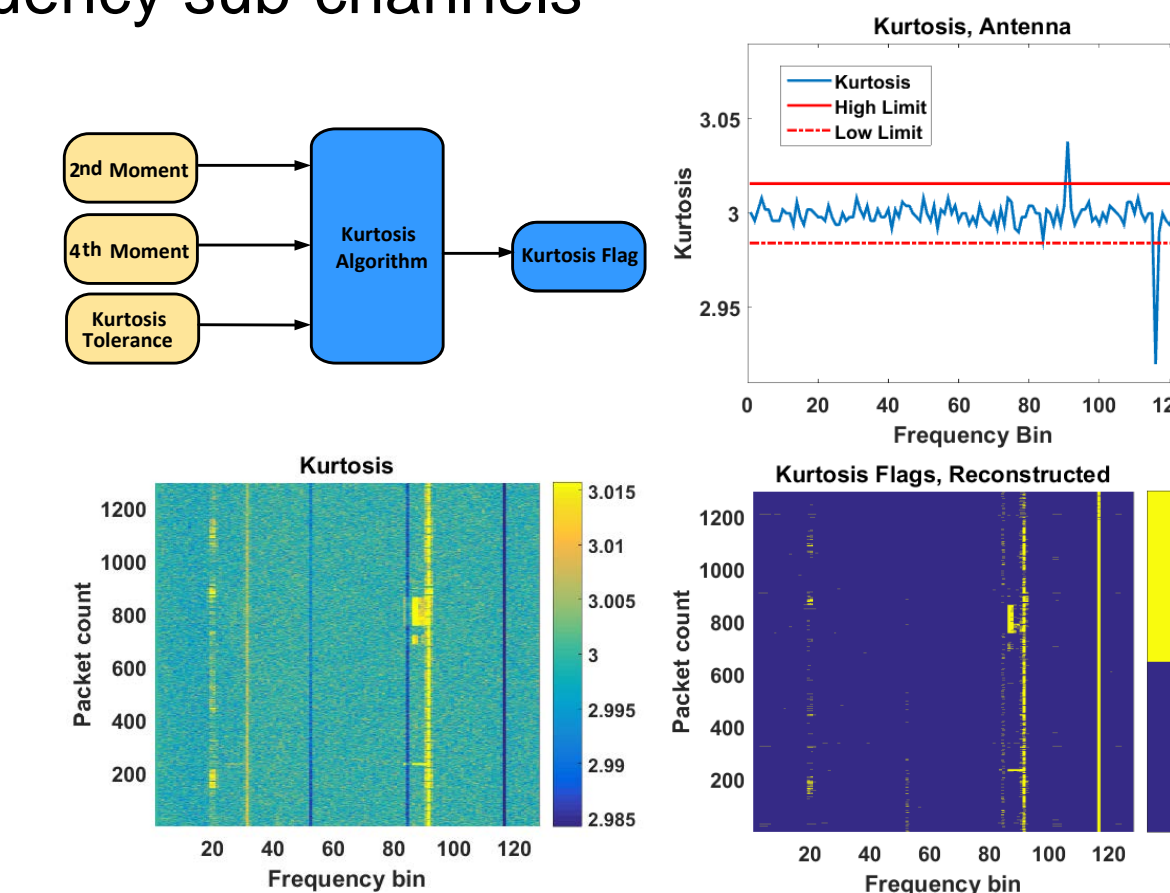 sub-channels
2nd Moment
4th Moment
Kurtosis
Tolerance
Kurtosis
Algorithm
Kurtosis Flag
Kurtosis, Antenna
Kurtosis
High Limit
Low Limit
Kurtosis
3.05
3
2.95
0 20 40 60 80 100
Frequency Bin
Kurtosis
Packet count
1200
1000
800
600
400
200
20 40 60 80 100 120
Frequency bin
3.015
3.01
3.005
3
2.995
2.99
2.985
Kurtosis Flags, Reconstructed
Packet count
1200
1000
800
600
400
200
20 40 60 80 100 120
Frequency bin